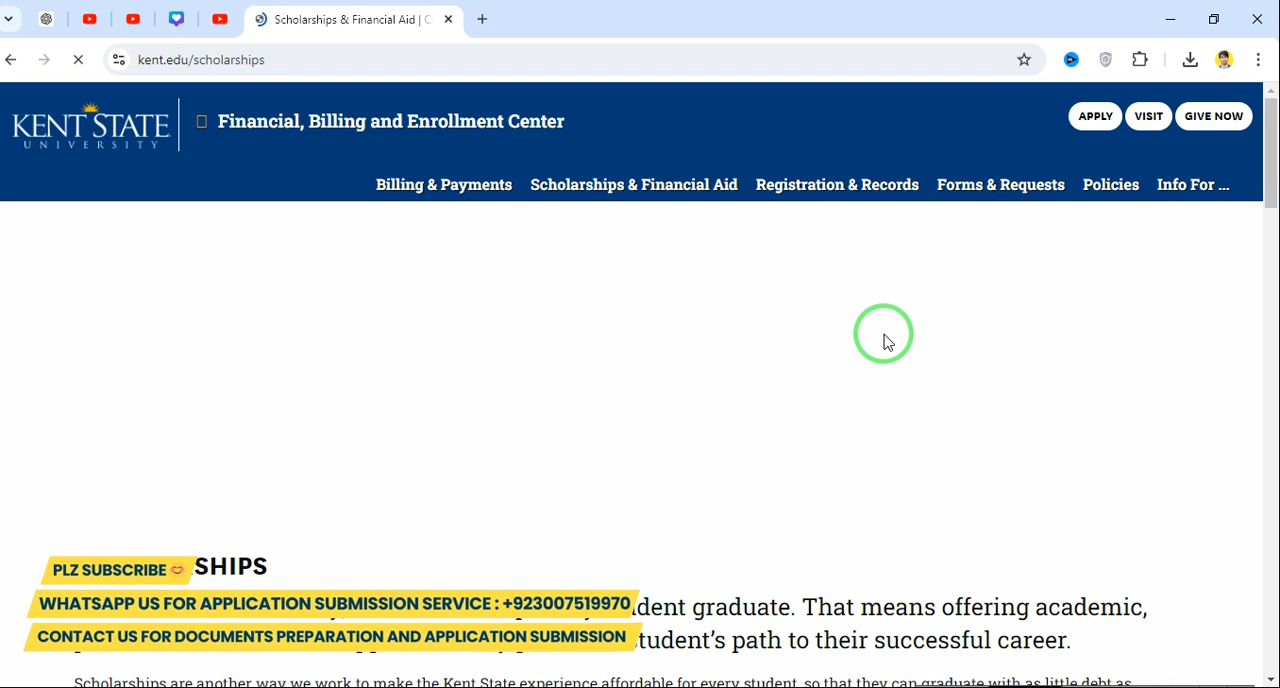 Scholarships & Financial Aid | C
kent.edu/scholarships
KENT STATE
UNIVERSITY
Financial, Billing and Enrollment Center
APPLY
VISIT
GIVE NOW
Billing & Payments
Scholarships & Financial Aid
Registration & Records
Forms & Requests
Policies
Info For ...
SHIPS
PLZ SUBSCRIBE 😊
WHATSAPP US FOR APPLICATION SUBMISSION SERVICE : +923007519970
dent graduate. That means offering academic,
CONTACT US FOR DOCUMENTS PREPARATION AND APPLICATION SUBMISSION
tudent’s path to their successful career.
Scholarships are another way we work to make the Kent State experience affordable for every student, so that they can graduate with as little debt as